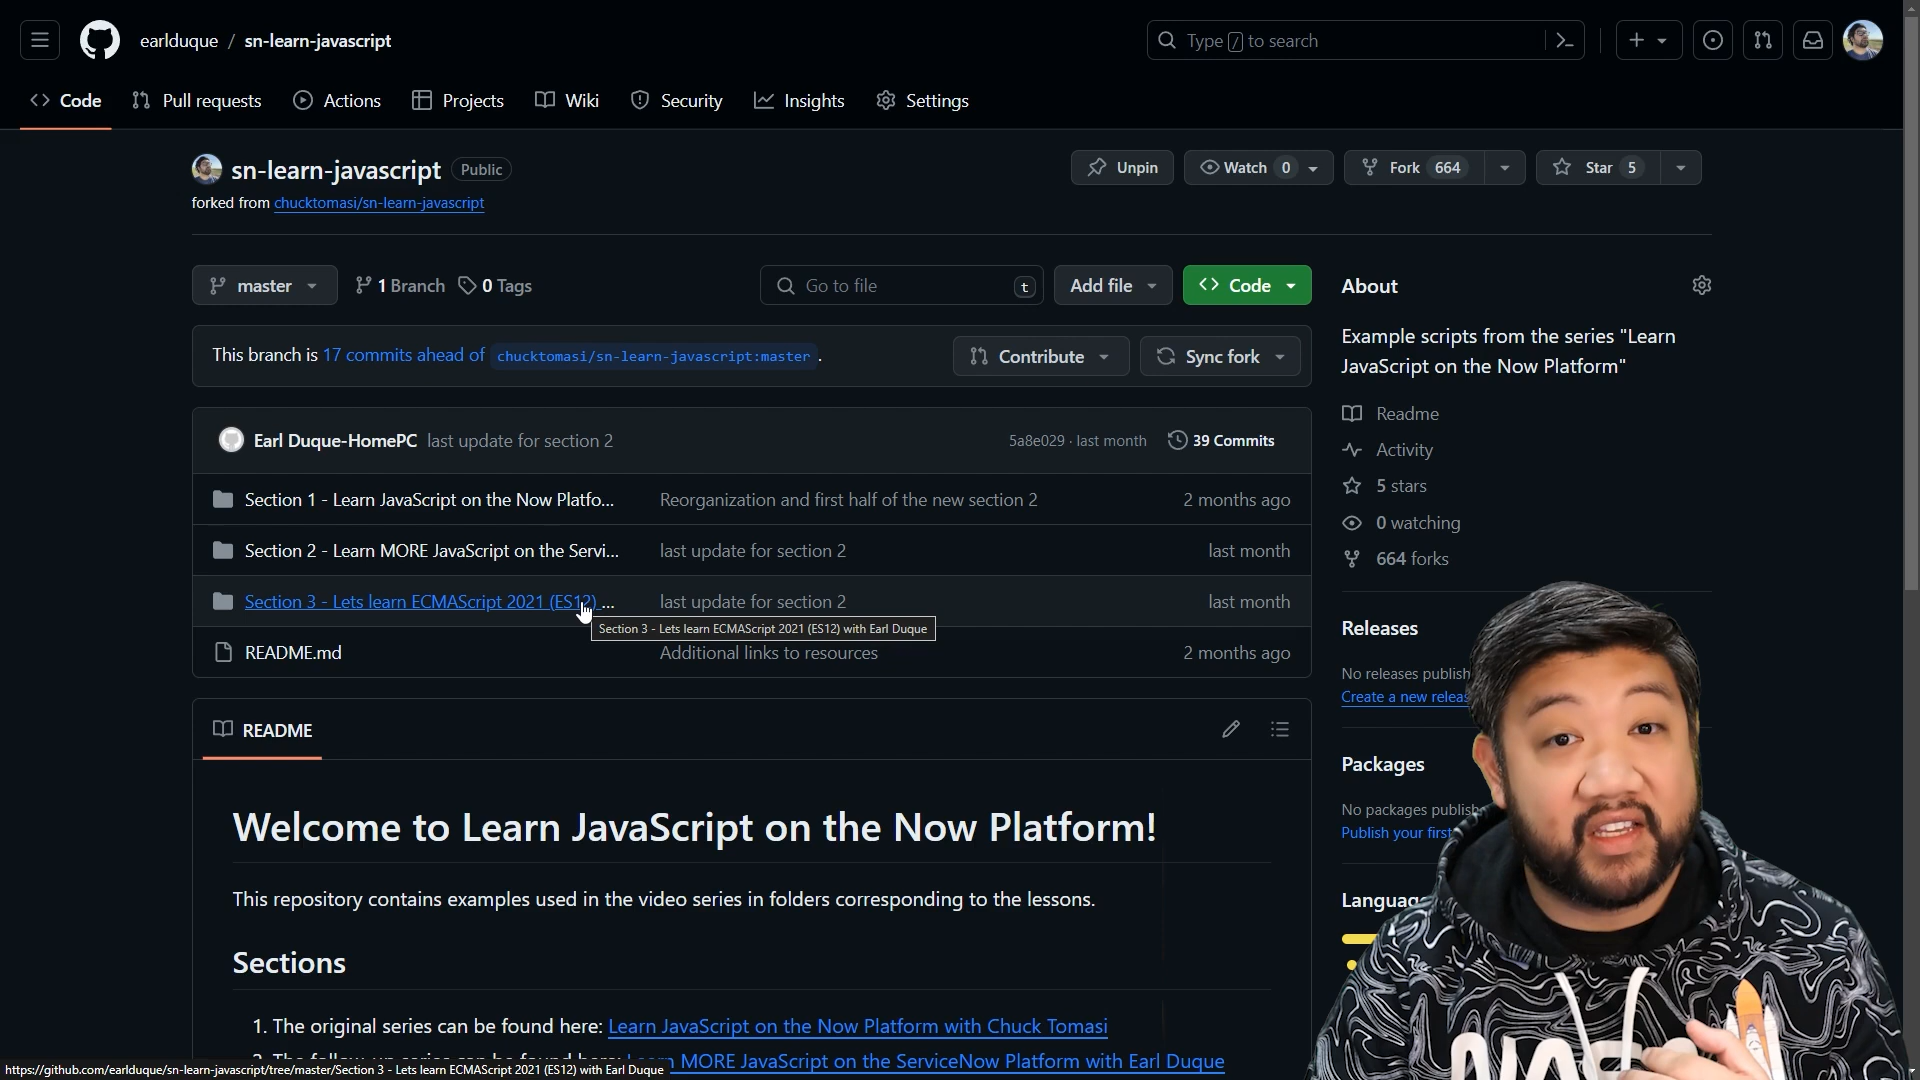 earlduque / sn-learn-javascript
Type / to search
Code
Pull requests
Actions
Projects
Wiki
Security
Insights
Settings
sn-learn-javascript Public
Unpin
Watch 0
Fork 664
Star 5
forked from chucktomasi/sn-learn-javascript
master
1 Branch
0 Tags
Go to file t
Add file
Code
About
Example scripts from the series "Learn
JavaScript on the Now Platform"
This branch is 17 commits ahead of chucktomasi/sn-learn-javascript:master .
Contribute
Sync fork
Readme
Activity
5 stars
0 watching
664 forks
Earl Duque-HomePC last update for section 2 5a8e029 · last month 39 Commits
Section 1 - Learn JavaScript on the Now Platfo... Reorganization and first half of the new section 2 2 months ago
Section 2 - Learn MORE JavaScript on the Servi... last update for section 2 last month
Section 3 - Lets learn ECMAScript 2021 (ES12) ... last update for section 2 last month
Section 3 - Lets learn ECMAScript 2021 (ES12) with Earl Duque
README.md Additional links to resources 2 months ago
Releases
No releases publish
Create a new releas
Packages
No packages publish
Publish your first
Languag
README
Welcome to Learn JavaScript on the Now Platform!
This repository contains examples used in the video series in folders corresponding to the lessons.
Sections
1. The original series can be found here: Learn JavaScript on the Now Platform with Chuck Tomasi
MORE JavaScript on the ServiceNow Platform with Earl Duque
https://github.com/earlduque/sn-learn-javascript/tree/master/Section 3 - Lets learn ECMAScript 2021 (ES12) with Earl Duque